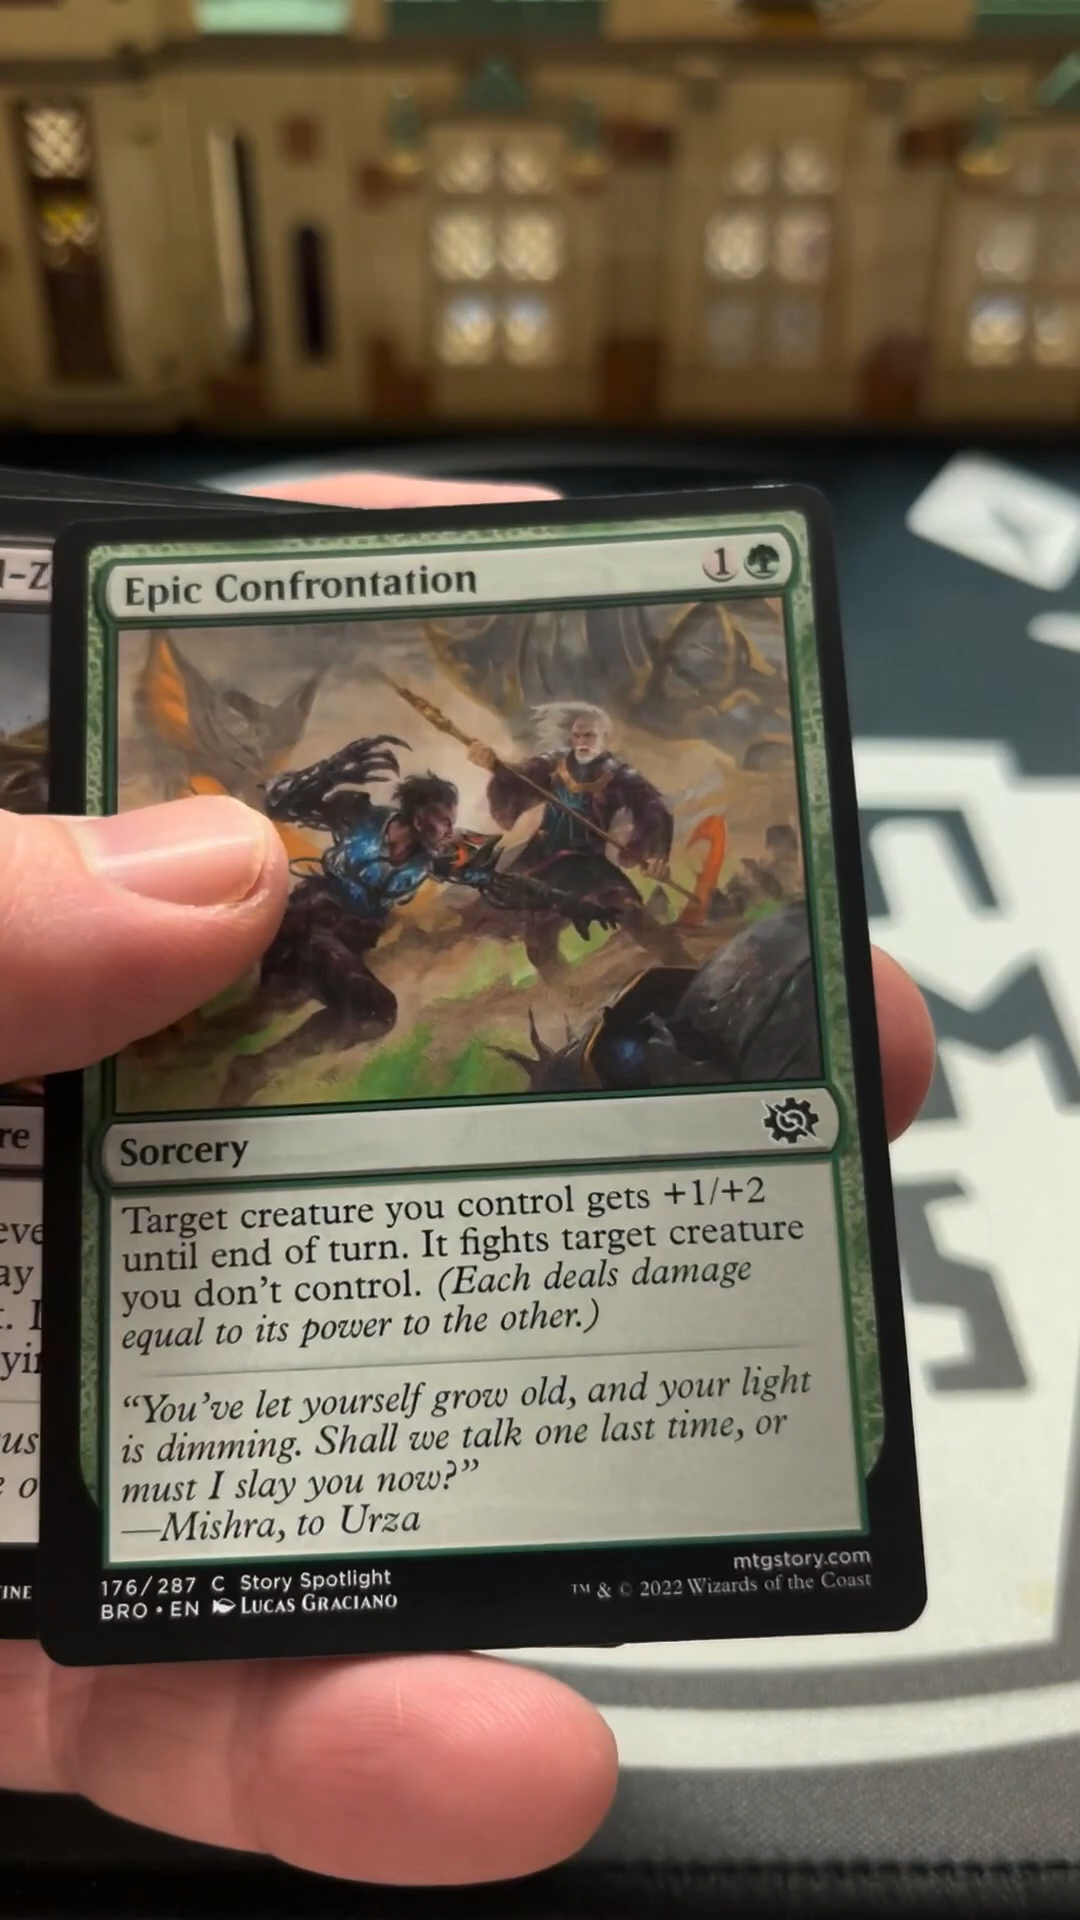 Epic Confrontation 1
Sorcery
Target creature you control gets +1/+2
until end of turn. It fights target creature
you don't control. (Each deals damage
equal to its power to the other.)
“You've let yourself grow old, and your light
is dimming. Shall we talk one last time, or
must I slay you now?”
—Mishra, to Urza
176/287 C Story Spotlight
BRO • EN LUCAS GRACIANO
mtgstory.com
™ & © 2022 Wizards of the Coast